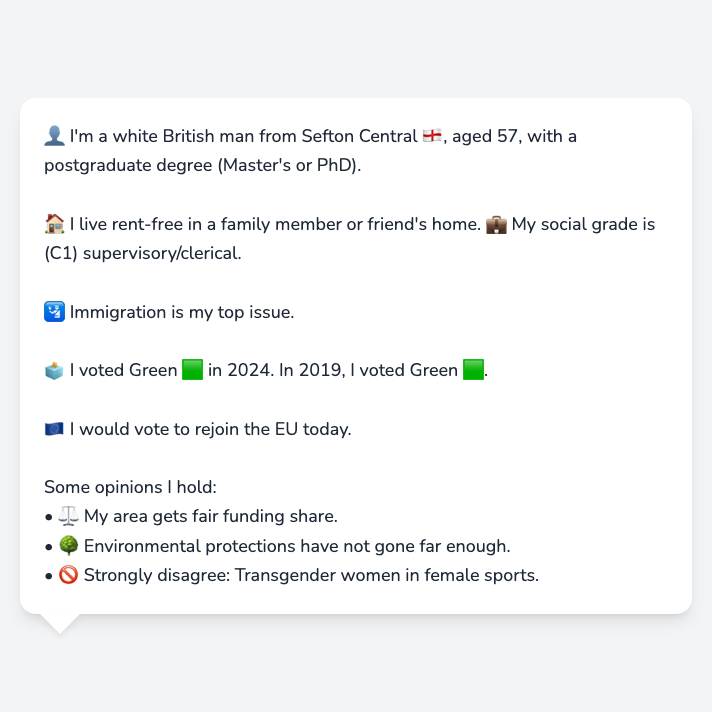 👤 I'm a white British man from Sefton Central 🏴󠁧󠁢󠁥󠁮󠁧󠁿, aged 57, with a
postgraduate degree (Master's or PhD).
🏠 I live rent-free in a family member or friend's home. 💼 My social grade is
(C1) supervisory/clerical.
🛂 Immigration is my top issue.
🗳️ I voted Green 🟩 in 2024. In 2019, I voted Green 🟩.
🇪🇺 I would vote to rejoin the EU today.
Some opinions I hold:
• ⚖️ My area gets fair funding share.
• 🌳 Environmental protections have not gone far enough.
• 🚫 Strongly disagree: Transgender women in female sports.